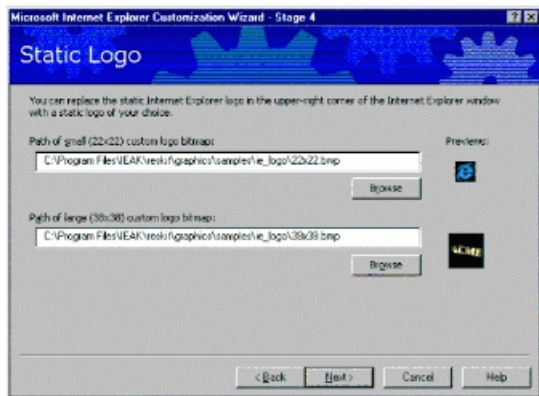 Microsoft Internet Explorer Customization Wizard - Stage 4
Static Logo
You can replace the static Internet Explorer logo in the upper-right corner of the Internet Explorer window
with a static logo of your choice.
Path of small (22x22) custom logo bitmap:
Previews:
C:\Program Files\IEAK\reskit\graphics\samples\ie_logo\22x22.bmp
Browse
Path of large (38x38) custom logo bitmap:
C:\Program Files\IEAK\reskit\graphics\samples\ie_logo\38x38.bmp
ACME
Browse
< Back Next > Cancel Help